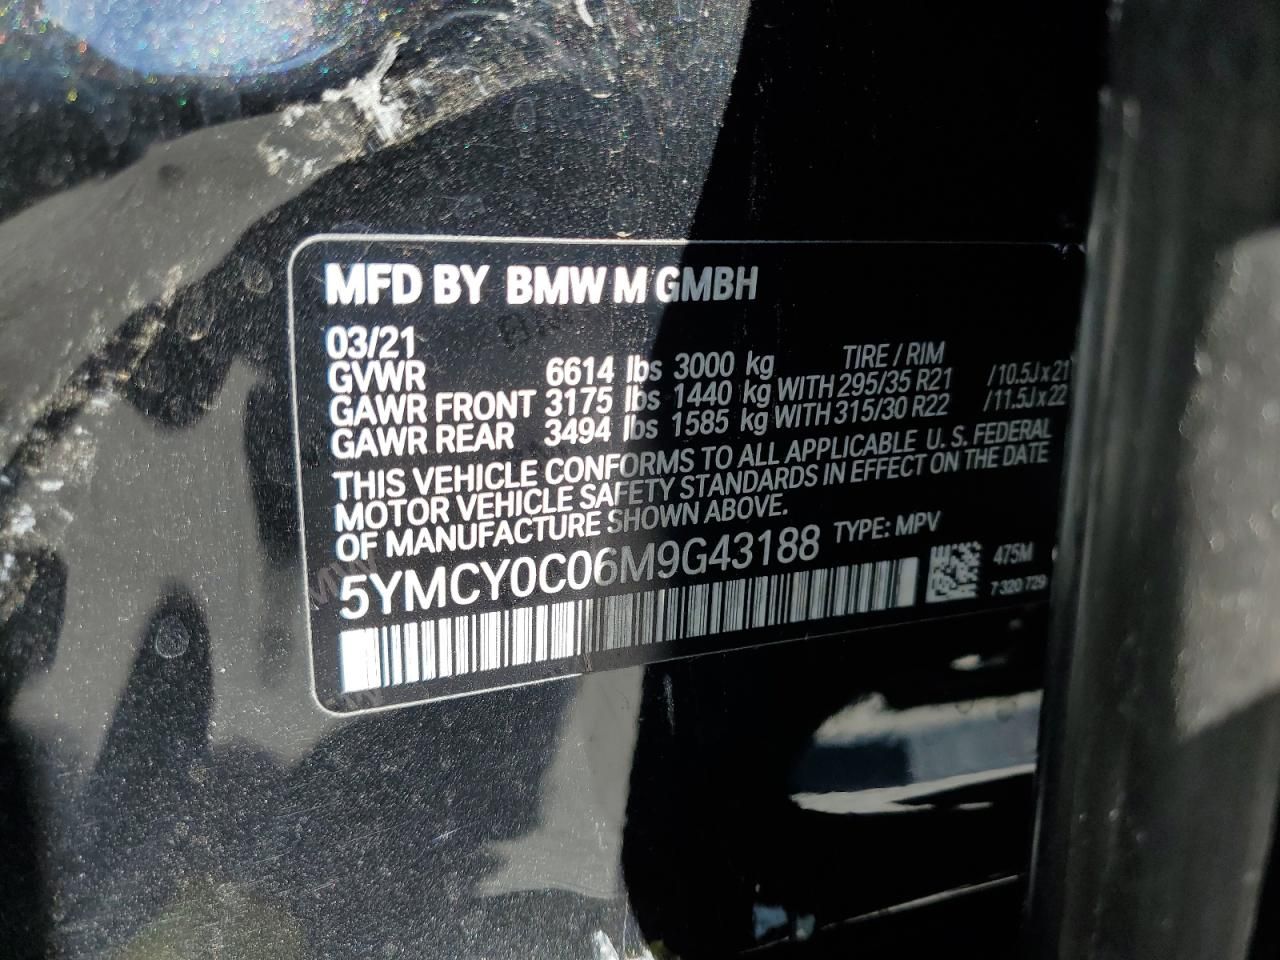 MFD BY BMW M GMBH
03/21
GVWR 6614 lbs 3000 kg TIRE / RIM
GAWR FRONT 3175 lbs 1440 kg WITH 295/35 R21 /10.5J x 21
GAWR REAR 3494 lbs 1585 kg WITH 315/30 R22 /11.5J x 22
THIS VEHICLE CONFORMS TO ALL APPLICABLE U.S. FEDERAL
MOTOR VEHICLE SAFETY STANDARDS IN EFFECT ON THE DATE
OF MANUFACTURE SHOWN ABOVE.
5YMCY0C06M9G43188 TYPE: MPV
475M
7 320 729